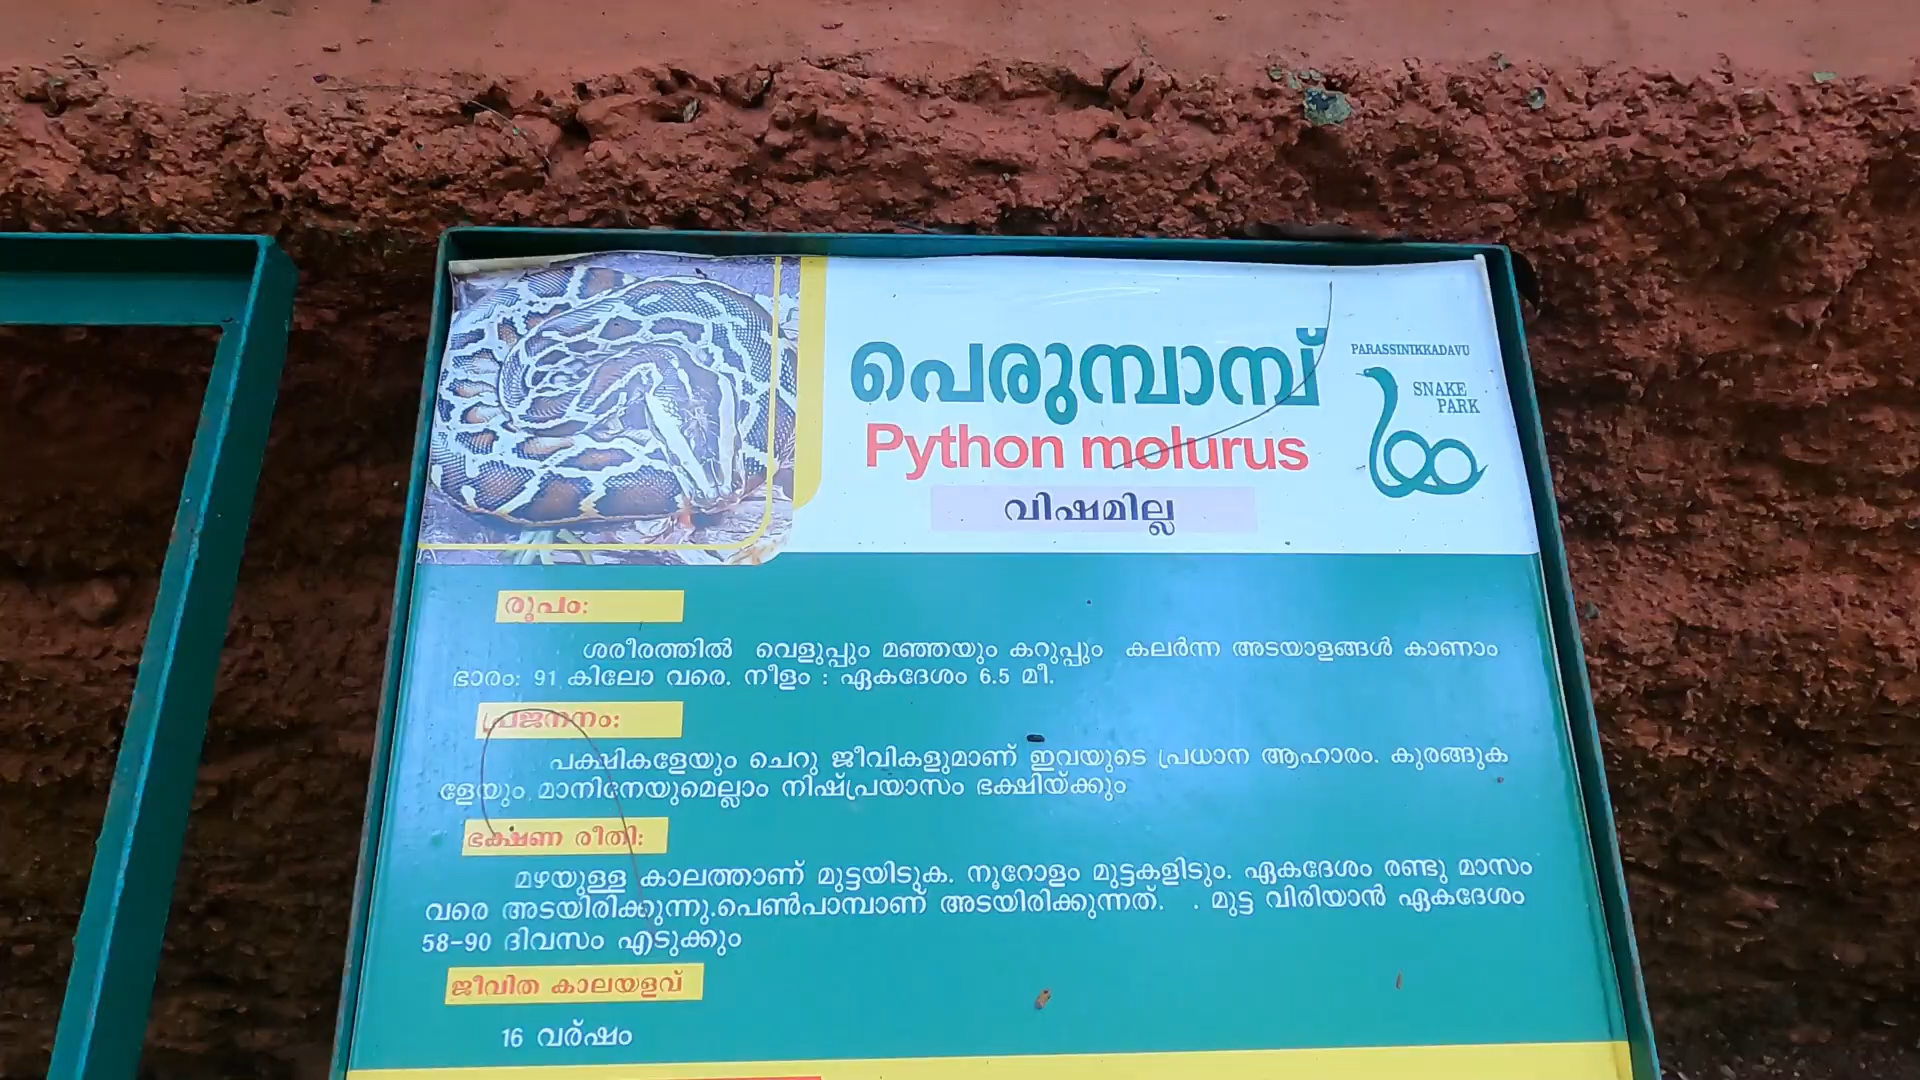 പെരുമ്പാമ്പ്
Python molurus
വിഷമില്ല
PARASSINIKKADAVU
SNAKE
PARK
രൂപം:
ശരീരത്തിൽ വെളുപ്പും മഞ്ഞയും കറുപ്പും കലർന്ന അടയാളങ്ങൾ കാണാം
ഭാരം: 91 കിലോ വരെ. നീളം : ഏകദേശം 6.5 മീ.
പ്രജനനം:
പക്ഷികളേയും ചെറു ജീവികളുമാണ് ഇവയുടെ പ്രധാന ആഹാരം. കുരങ്ങുക
ളേയും മാനിനേയുമെല്ലാം നിഷ്പ്രയാസം ഭക്ഷിയ്ക്കും
ഭക്ഷണ രീതി:
മഴയുള്ള കാലത്താണ് മുട്ടയിടുക. നൂറോളം മുട്ടകളിടും. ഏകദേശം രണ്ടു മാസം
വരെ അടയിരിക്കുന്നു.പെൺപാമ്പാണ് അടയിരിക്കുന്നത്. . മുട്ട വിരിയാൻ ഏകദേശം
58-90 ദിവസം എടുക്കും
ജീവിത കാലയളവ്
16 വര്ഷം